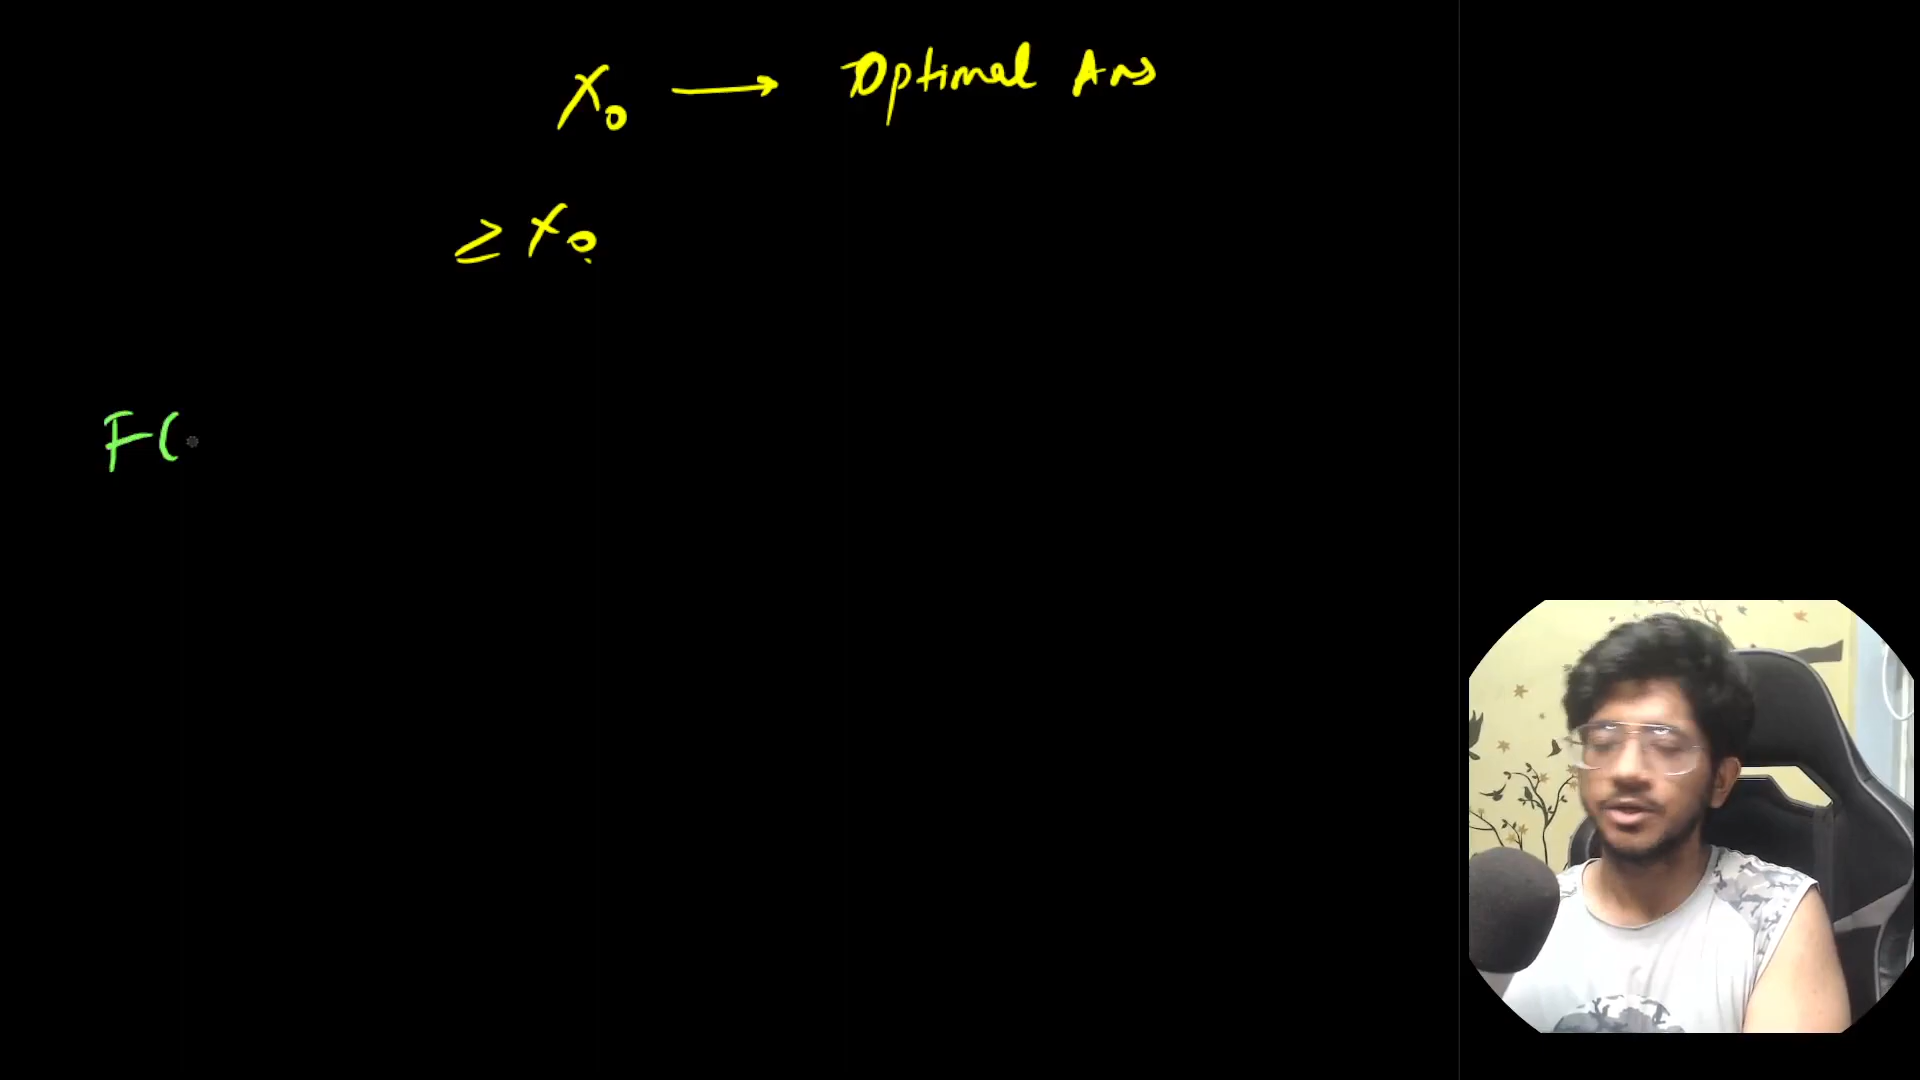 X₀ → Optimal Ans
≥ X₀
F(